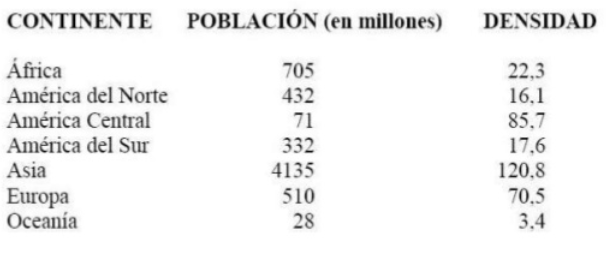 CONTINENTE POBLACIÓN (en millones) DENSIDAD
África 705 22,3
América del Norte 432 16,1
América Central 71 85,7
América del Sur 332 17,6
Asia 4135 120,8
Europa 510 70,5
Oceanía 28 3,4